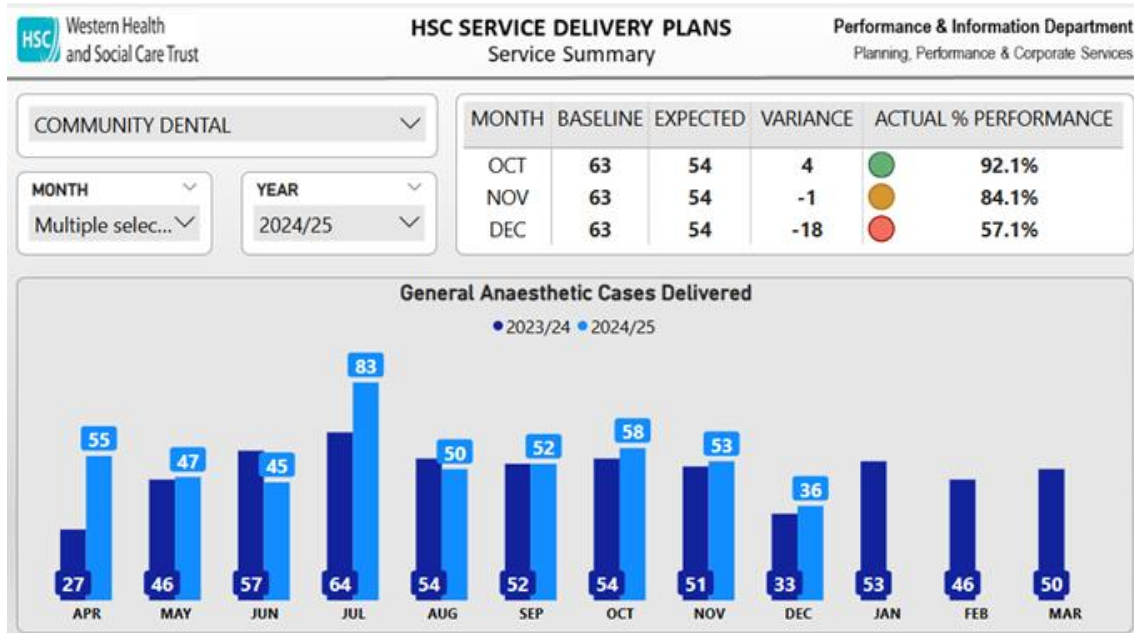 HSC
Western Health
and Social Care Trust
HSC SERVICE DELIVERY PLANS
Service Summary
Performance & Information Department
Planning, Performance & Corporate Services
COMMUNITY DENTAL
MONTH
Multiple selec...
YEAR
2024/25
MONTH BASELINE EXPECTED VARIANCE ACTUAL % PERFORMANCE
OCT 63 54 4 92.1%
NOV 63 54 -1 84.1%
DEC 63 54 -18 57.1%
General Anaesthetic Cases Delivered
2023/24 2024/25
55 47 45 83 50 52 58 53 36
27 46 57 64 54 52 54 51 33 53 46 50
APR MAY JUN JUL AUG SEP OCT NOV DEC JAN FEB MAR